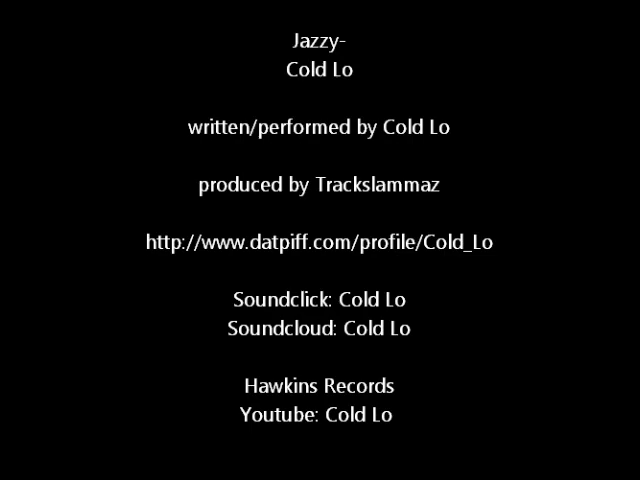 Jazzy-
Cold Lo
written/performed by Cold Lo
produced by Trackslammaz
http://www.datpiff.com/profile/Cold_Lo
Soundclick: Cold Lo
Soundcloud: Cold Lo
Hawkins Records
Youtube: Cold Lo